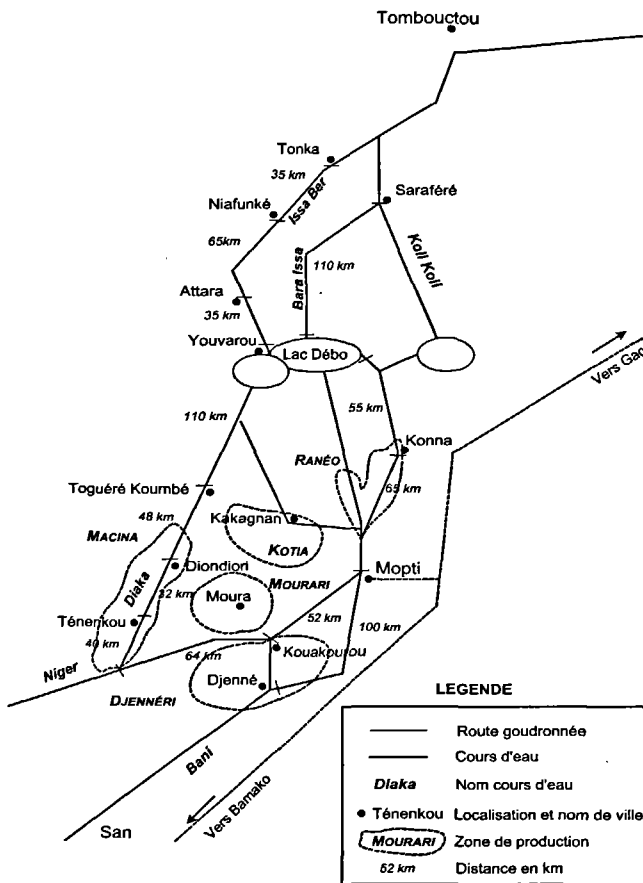 Tombouctou
Tonka
35 km
Issa Ber
Niafunké
Saraféré
65km
Bara Issa
110 km
Koli Koli
Attara
35 km
Youvarou
Lac Débo
Vers Gao
110 km
55 km
Konna
RANÉO
65 km
Toguéré Koumbé
48 km
Kakagnan
MACINA
KOTIA
Diondiori
MOURARI
Mopti
Diaka
32 km
Moura
Ténenkou
52 km
100 km
40 km
Niger
64 km
Kouakourou
Djenné
DJENNÉRI
Bani
San
Vers Bamako
LEGENDE
Route goudronnée
Cours d'eau
Diaka Nom cours d'eau
Ténenkou Localisation et nom de ville
MOURARI Zone de production
52 km Distance en km